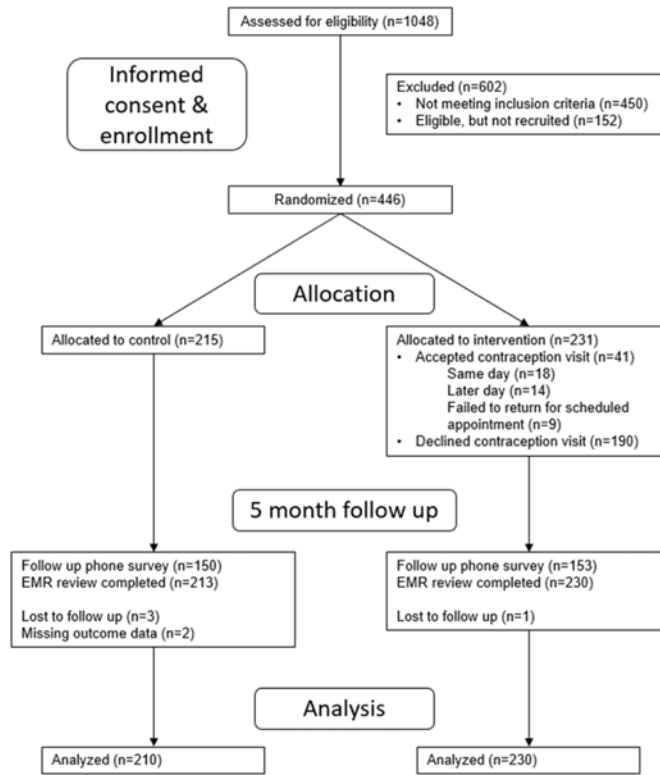 Assessed for eligibility (n=1048)
Informed
consent &
enrollment
Excluded (n=602)
• Not meeting inclusion criteria (n=450)
• Eligible, but not recruited (n=152)
Randomized (n=446)
Allocation
Allocated to control (n=215)
Allocated to intervention (n=231)
• Accepted contraception visit (n=41)
Same day (n=18)
Later day (n=14)
Failed to return for scheduled
appointment (n=9)
• Declined contraception visit (n=190)
5 month follow up
Follow up phone survey (n=150)
EMR review completed (n=213)
Lost to follow up (n=3)
Missing outcome data (n=2)
Follow up phone survey (n=153)
EMR review completed (n=230)
Lost to follow up (n=1)
Analysis
Analyzed (n=210)
Analyzed (n=230)